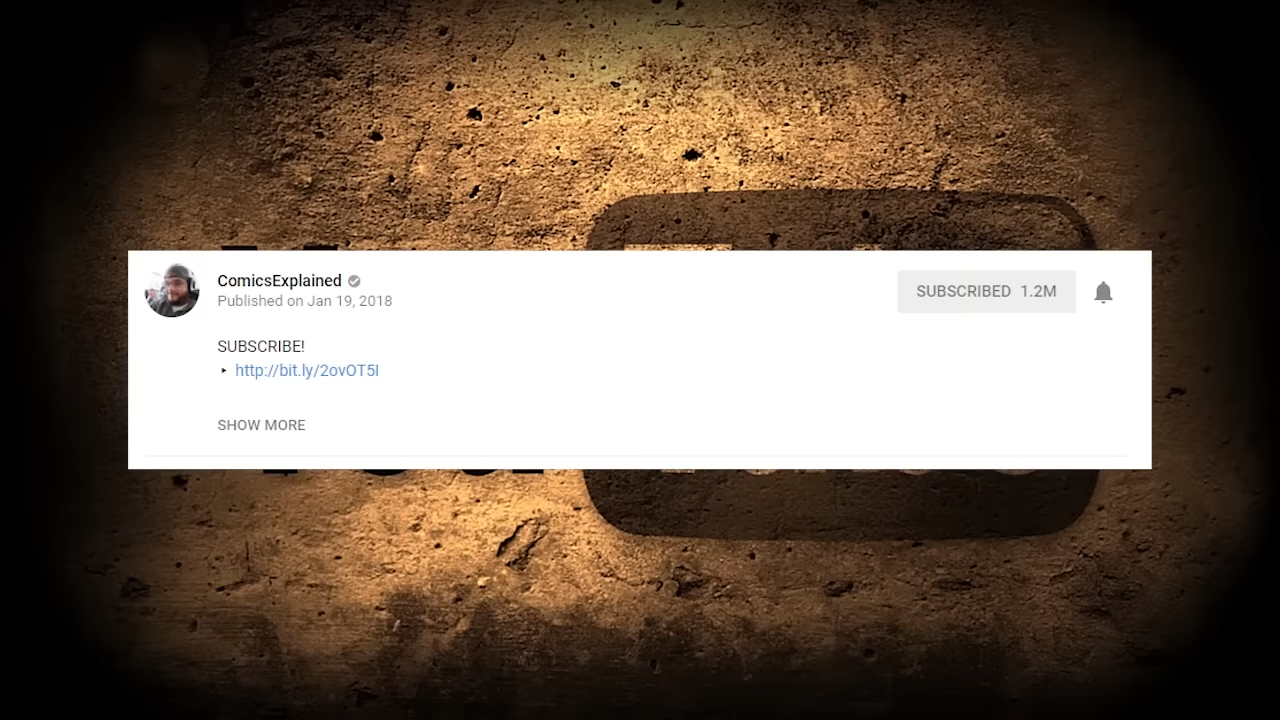 ComicsExplained
Published on Jan 19, 2018
SUBSCRIBED 1.2M
SUBSCRIBE!
‣ http://bit.ly/2ovOT5I
SHOW MORE